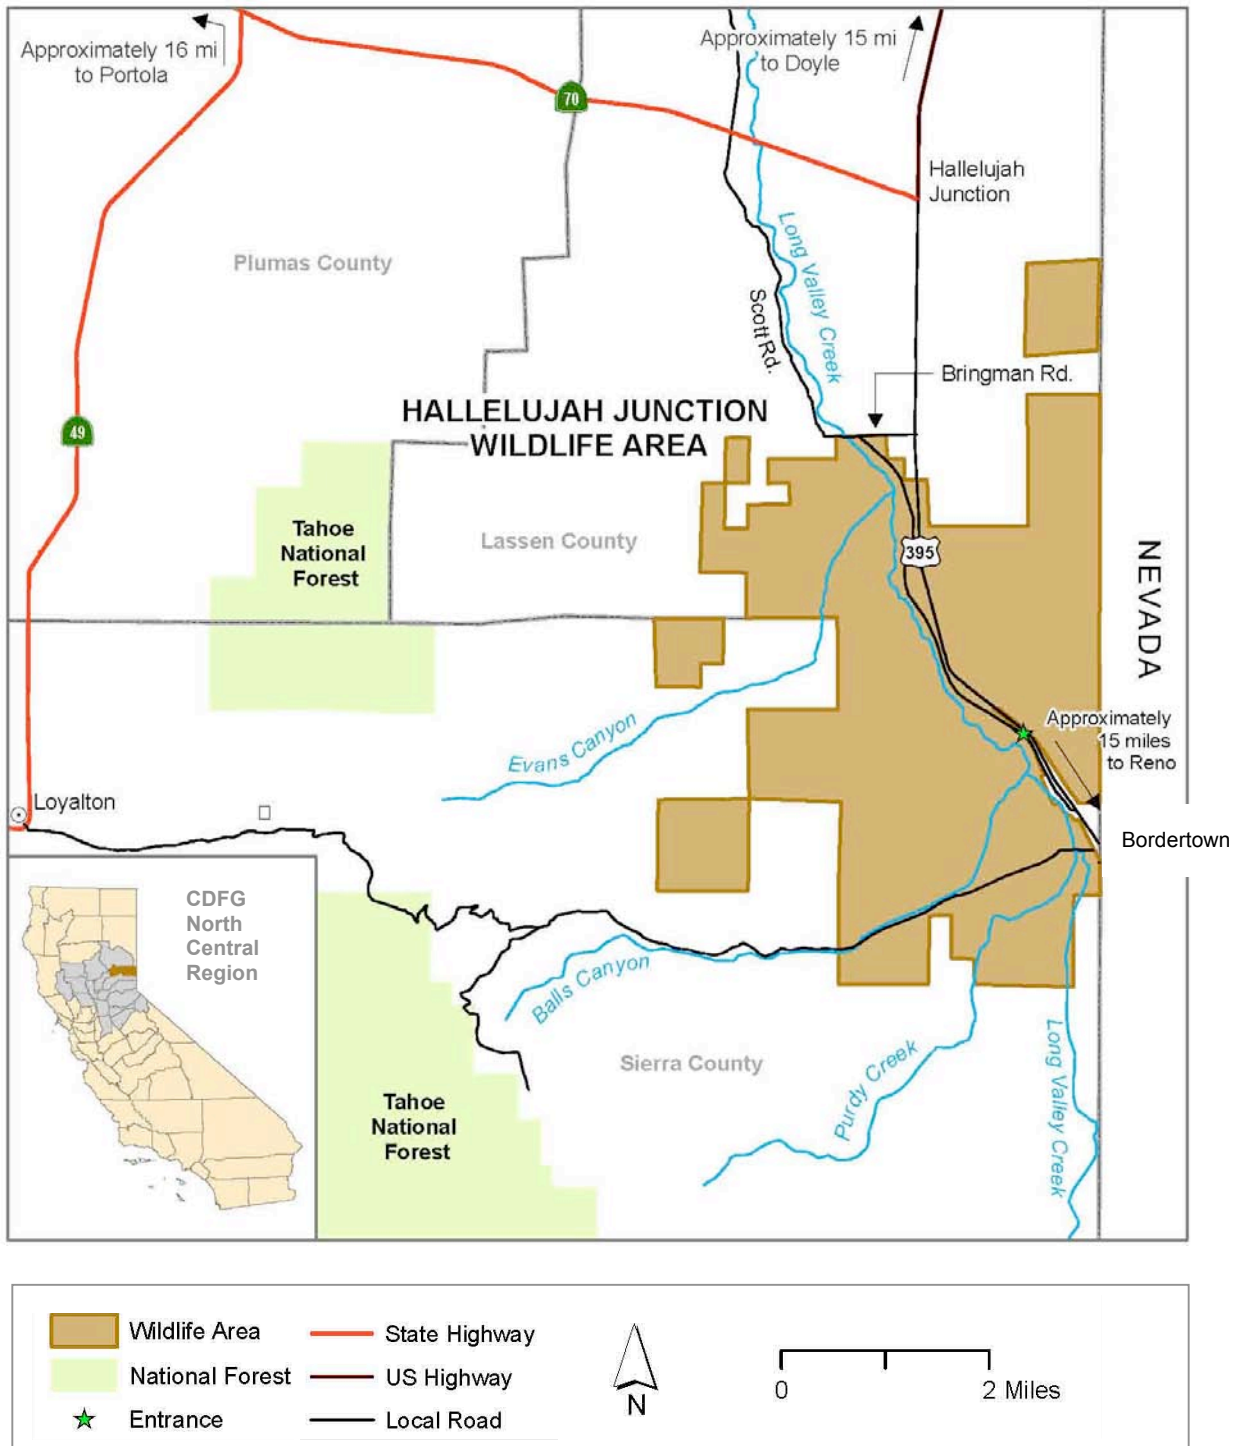 Approximately 16 mi
to Portola
Approximately 15 mi
to Doyle
70
Hallelujah
Junction
Plumas County
Long Valley Creek
Scott Rd.
Bringman Rd.
HALLELUJAH JUNCTION
WILDLIFE AREA
49
Tahoe
National
Forest
Lassen County
395
NEVADA
Evans Canyon
Approximately
15 miles
to Reno
Loyalton
Bordertown
CDFG
North
Central
Region
Balls Canyon
Sierra County
Purdy Creek
Long Valley Creek
Tahoe
National
Forest
Wildlife Area
State Highway
National Forest
US Highway
Entrance
Local Road
N
0
2 Miles